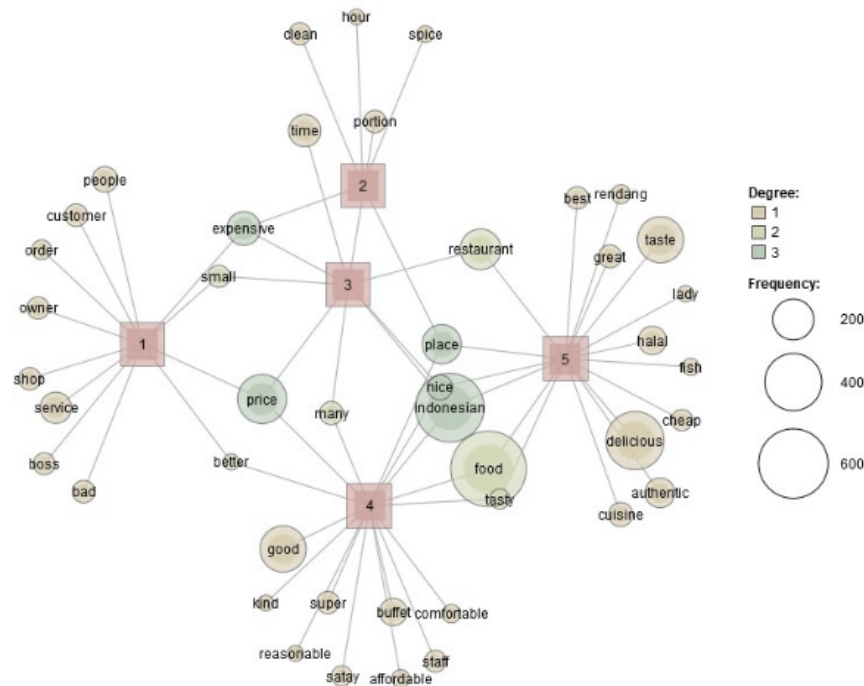 hour
clean
spice
time
portion
people
2
best
rendang
Degree:
customer
1
expensive
restaurant
taste
2
order
great
3
small
3
Frequency:
owner
lady
200
1
place
5
halal
shop
fish
nice
400
service
price
indonesian
many
cheap
delicious
boss
better
food
600
bad
tasty
authentic
4
cuisine
good
kind
super
buffet
comfortable
reasonable
staff
satay
affordable